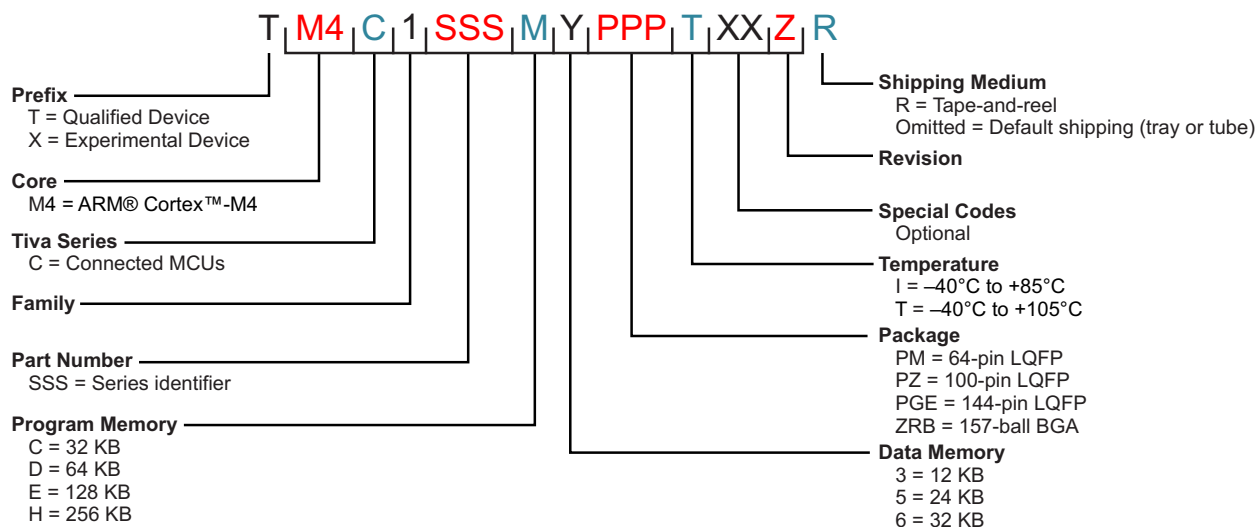 T M4 C 1 SSS M Y PPP T XX Z R
Prefix
T = Qualified Device
X = Experimental Device
Core
M4 = ARM® Cortex™-M4
Tiva Series
C = Connected MCUs
Family
Part Number
SSS = Series identifier
Program Memory
C = 32 KB
D = 64 KB
E = 128 KB
H = 256 KB
Shipping Medium
R = Tape-and-reel
Omitted = Default shipping (tray or tube)
Revision
Special Codes
Optional
Temperature
I = –40°C to +85°C
T = –40°C to +105°C
Package
PM = 64-pin LQFP
PZ = 100-pin LQFP
PGE = 144-pin LQFP
ZRB = 157-ball BGA
Data Memory
3 = 12 KB
5 = 24 KB
6 = 32 KB